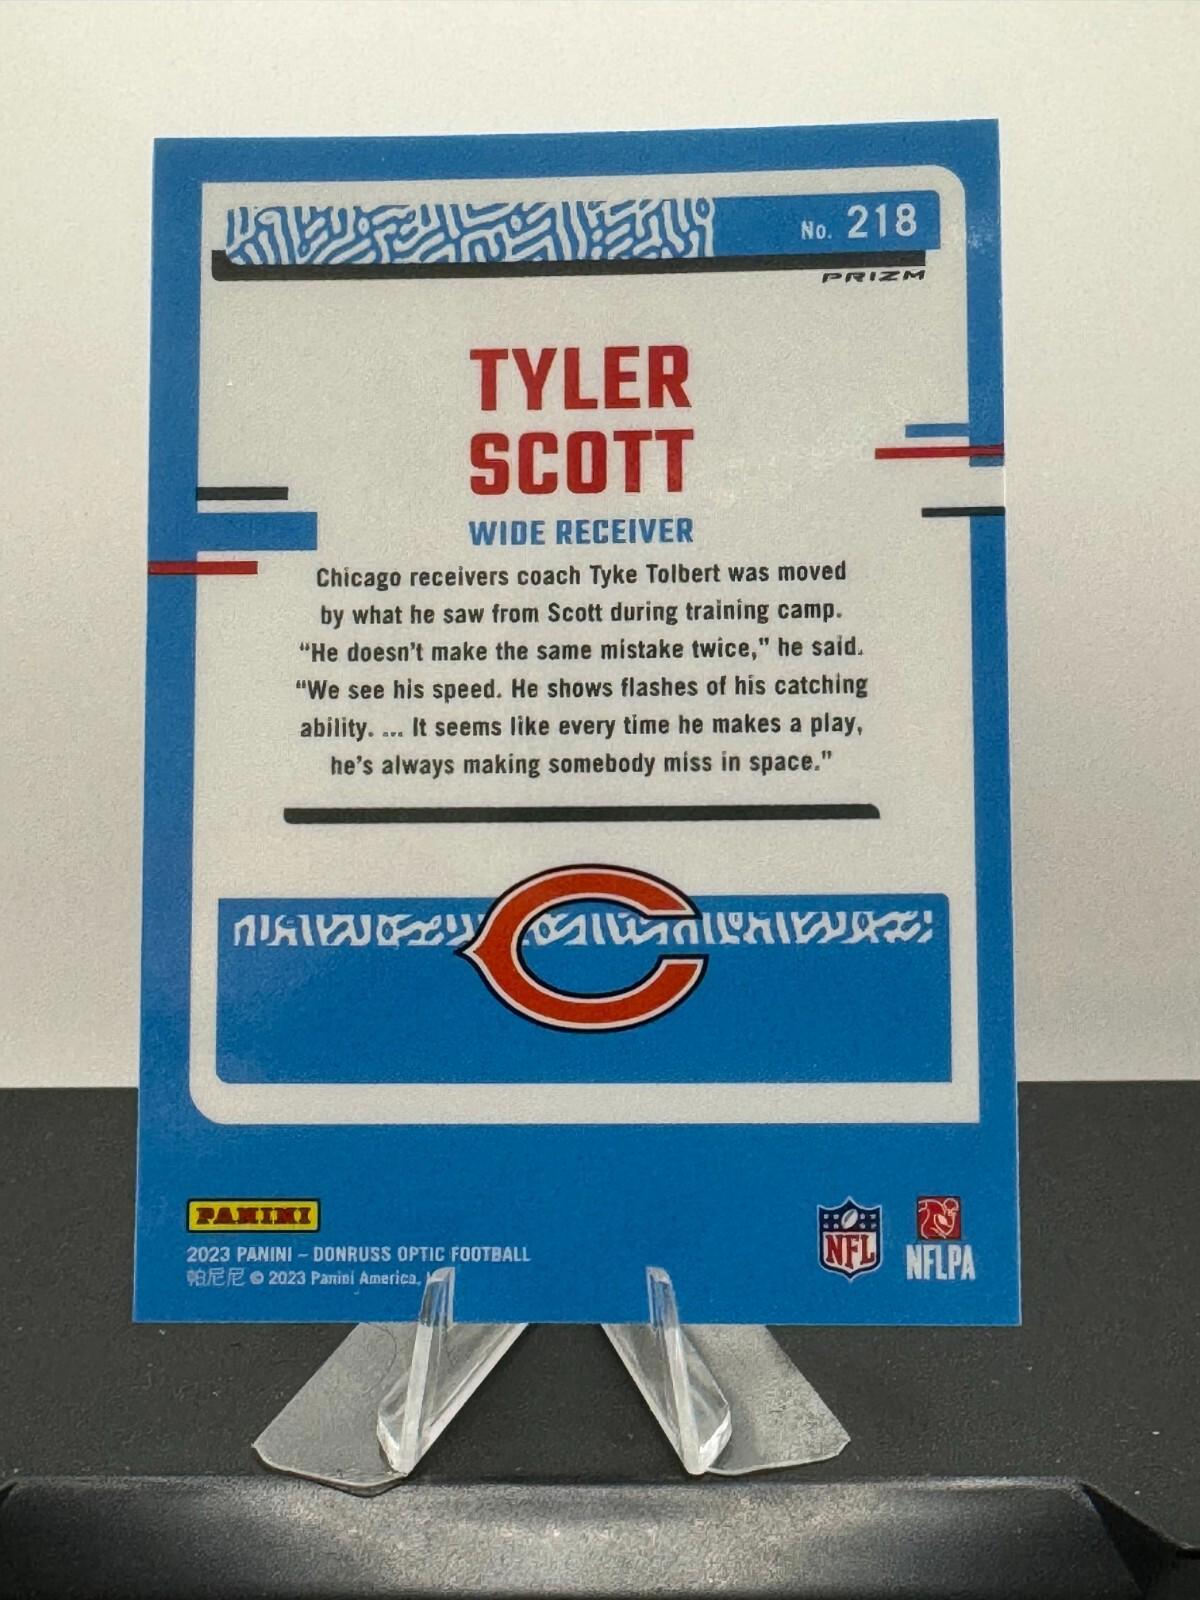 No. 218
PRIZM
TYLER
SCOTT
WIDE RECEIVER
Chicago receivers coach Tyke Tolbert was moved
by what he saw from Scott during training camp.
“He doesn’t make the same mistake twice,” he said.
“We see his speed. He shows flashes of his catching
ability. ... It seems like every time he makes a play,
he’s always making somebody miss in space.”
PANINI
2023 PANINI – DONRUSS OPTIC FOOTBALL
帕尼尼 © 2023 Panini America,
NFL
NFLPA